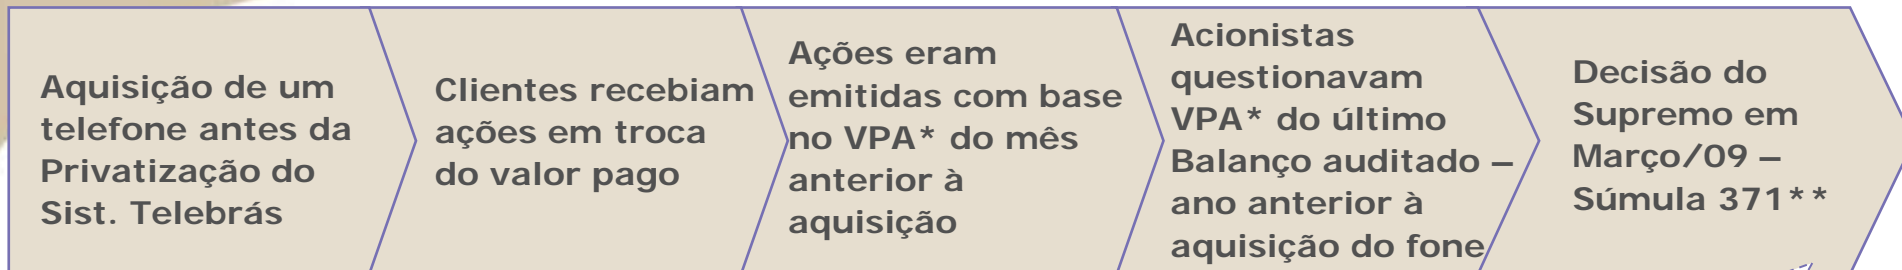 Aquisição de um
telefone antes da
Privatização do
Sist. Telebrás
Clientes recebiam
ações em troca
do valor pago
Ações eram
emitidas com base
no VPA* do mês
anterior à
aquisição
Acionistas
questionavam
VPA* do último
Balanço auditado –
ano anterior à
aquisição do fone
Decisão do
Supremo em
Março/09 –
Súmula 371**